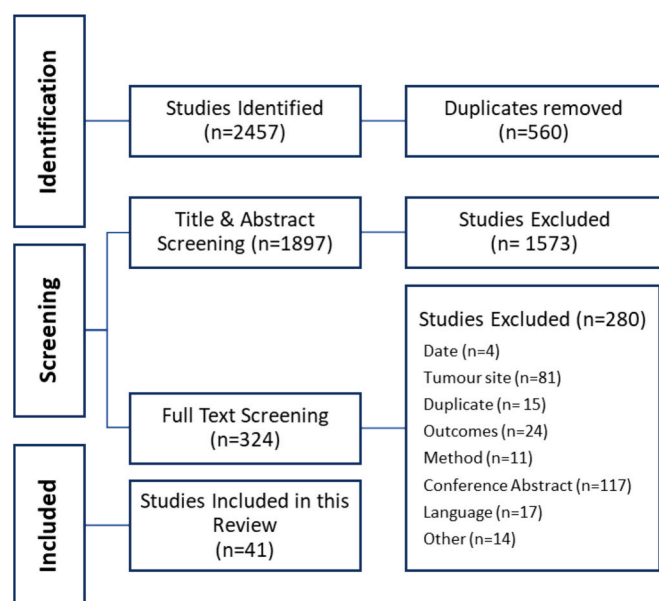 Identification
Studies Identified
(n=2457)
Duplicates removed
(n=560)
Screening
Title & Abstract
Screening (n=1897)
Studies Excluded
(n= 1573)
Full Text Screening
(n=324)
Studies Excluded (n=280)
Date (n=4)
Tumour site (n=81)
Duplicate (n= 15)
Outcomes (n=24)
Method (n=11)
Conference Abstract (n=117)
Language (n=17)
Other (n=14)
Included
Studies Included in this
Review
(n=41)